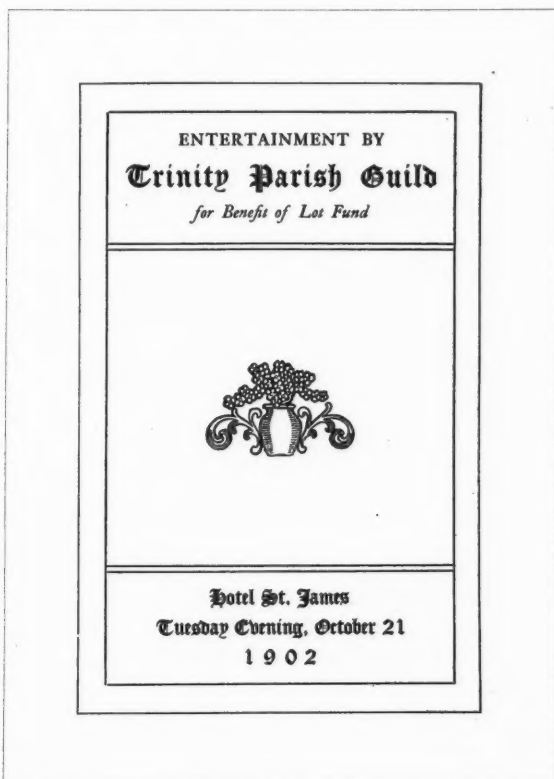 ENTERTAINMENT BY
Trinity Parish Guild
for Benefit of Lot Fund
Hotel St. James
Tuesday Evening, October 21
1902